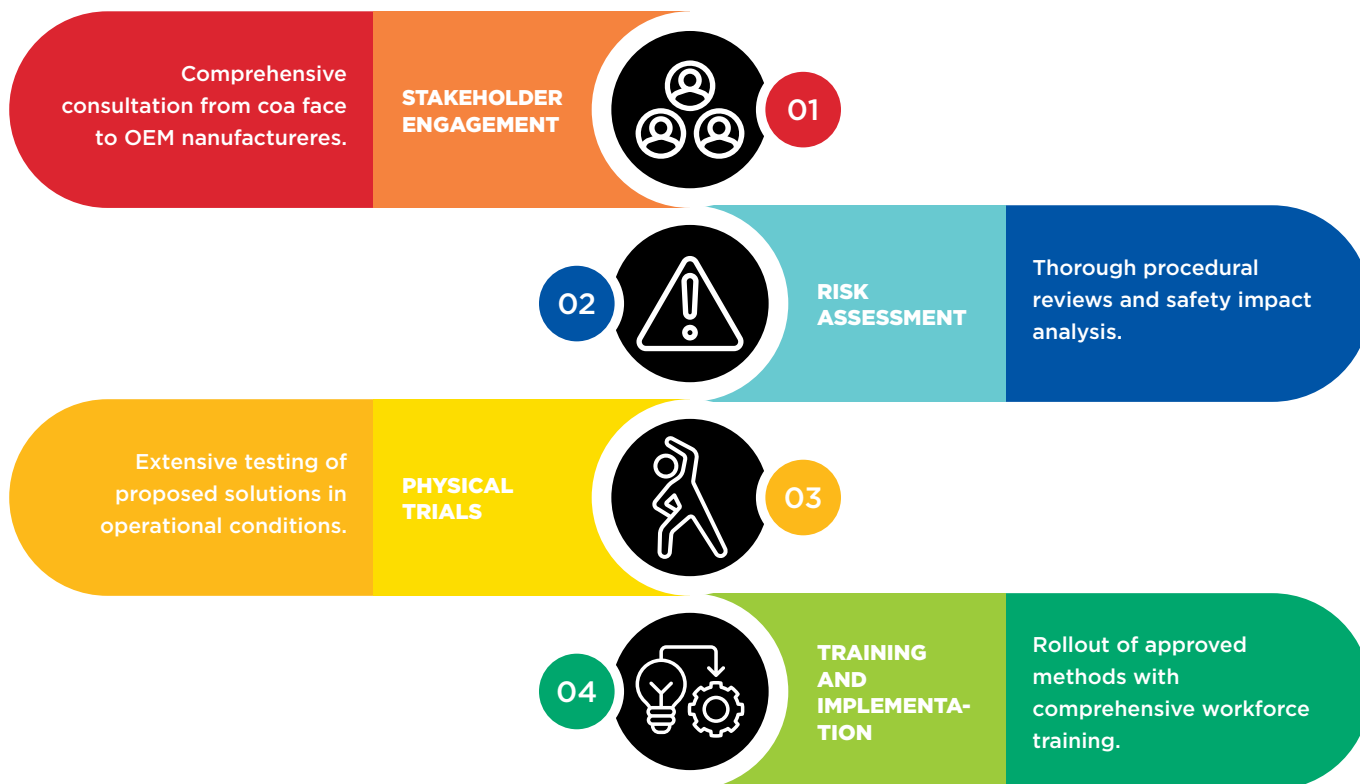 Comprehensive
consultation from coa face
to OEM nanufactureres.
STAKEHOLDER
ENGAGEMENT
01
02
RISK
ASSESSMENT
Thorough procedural
reviews and safety impact
analysis.
Extensive testing of
proposed solutions in
operational conditions.
PHYSICAL
TRIALS
03
04
TRAINING
AND
IMPLEMENTA-
TION
Rollout of approved
methods with
comprehensive workforce
training.